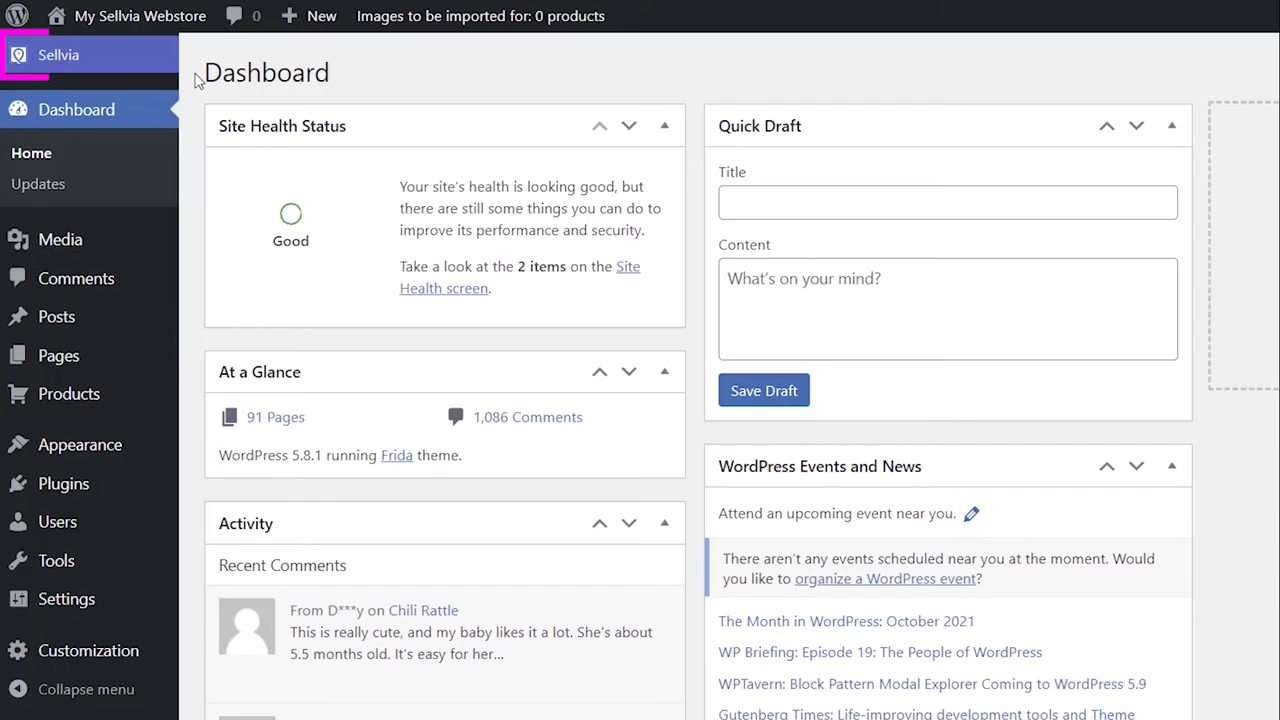 My Sellvia Webstore 0 New Images to be imported for: 0 products
Sellvia
Dashboard
Home
Updates
Media
Comments
Posts
Pages
Products
Appearance
Plugins
Users
Tools
Settings
Customization
Collapse menu
Dashboard
Site Health Status
Good
Your site's health is looking good, but
there are still some things you can do to
improve its performance and security.
Take a look at the 2 items on the Site
Health screen.
At a Glance
91 Pages 1,086 Comments
WordPress 5.8.1 running Frida theme.
Activity
Recent Comments
From D***y on Chili Rattle
This is really cute, and my baby likes it a lot. She's about
5.5 months old. It's easy for her...
Quick Draft
Title
Content
What's on your mind?
Save Draft
WordPress Events and News
Attend an upcoming event near you.
There aren't any events scheduled near you at the moment. Would
you like to organize a WordPress event?
The Month in WordPress: October 2021
WP Briefing: Episode 19: The People of WordPress
WPTavern: Block Pattern Modal Explorer Coming to WordPress 5.9
Gutenberg Times: Life-improving development tools and Theme